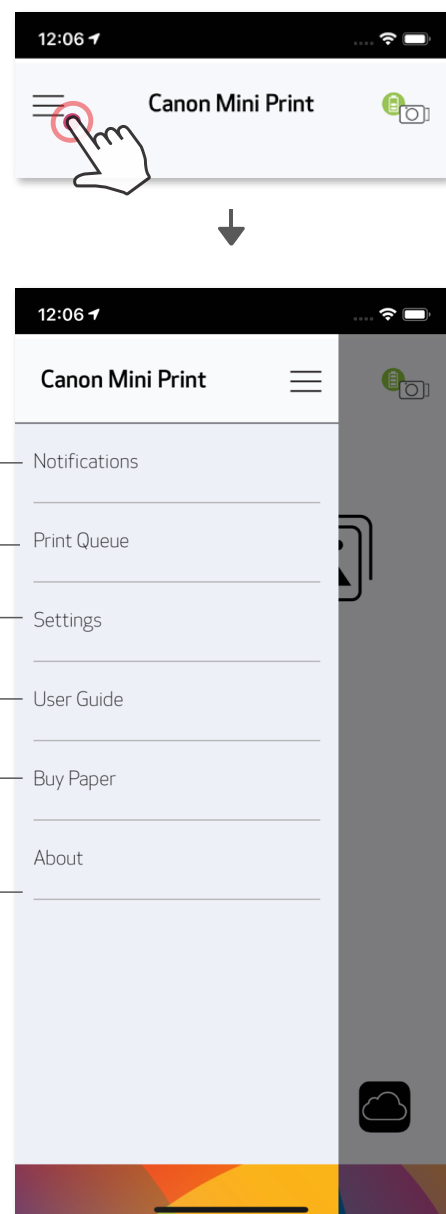 12:06
Canon Mini Print
12:06
Canon Mini Print
Notifications
Print Queue
Settings
User Guide
Buy Paper
About